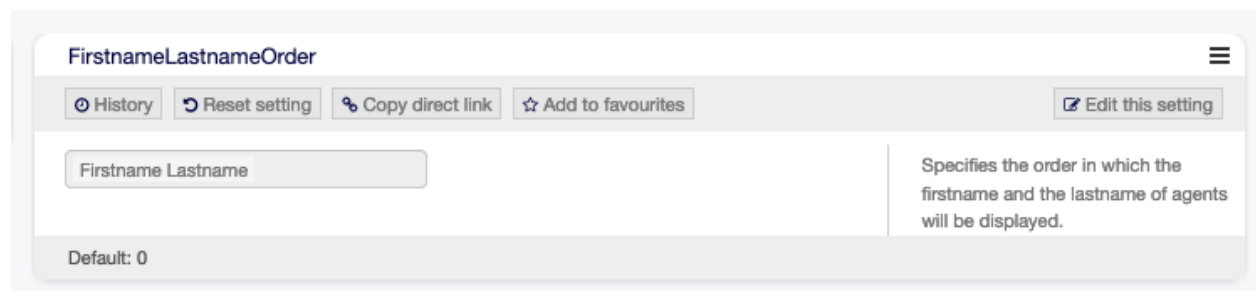 FirstnameLastnameOrder
History Reset setting Copy direct link Add to favourites Edit this setting
Firstname Lastname
Specifies the order in which the
firstname and the lastname of agents
will be displayed.
Default: 0